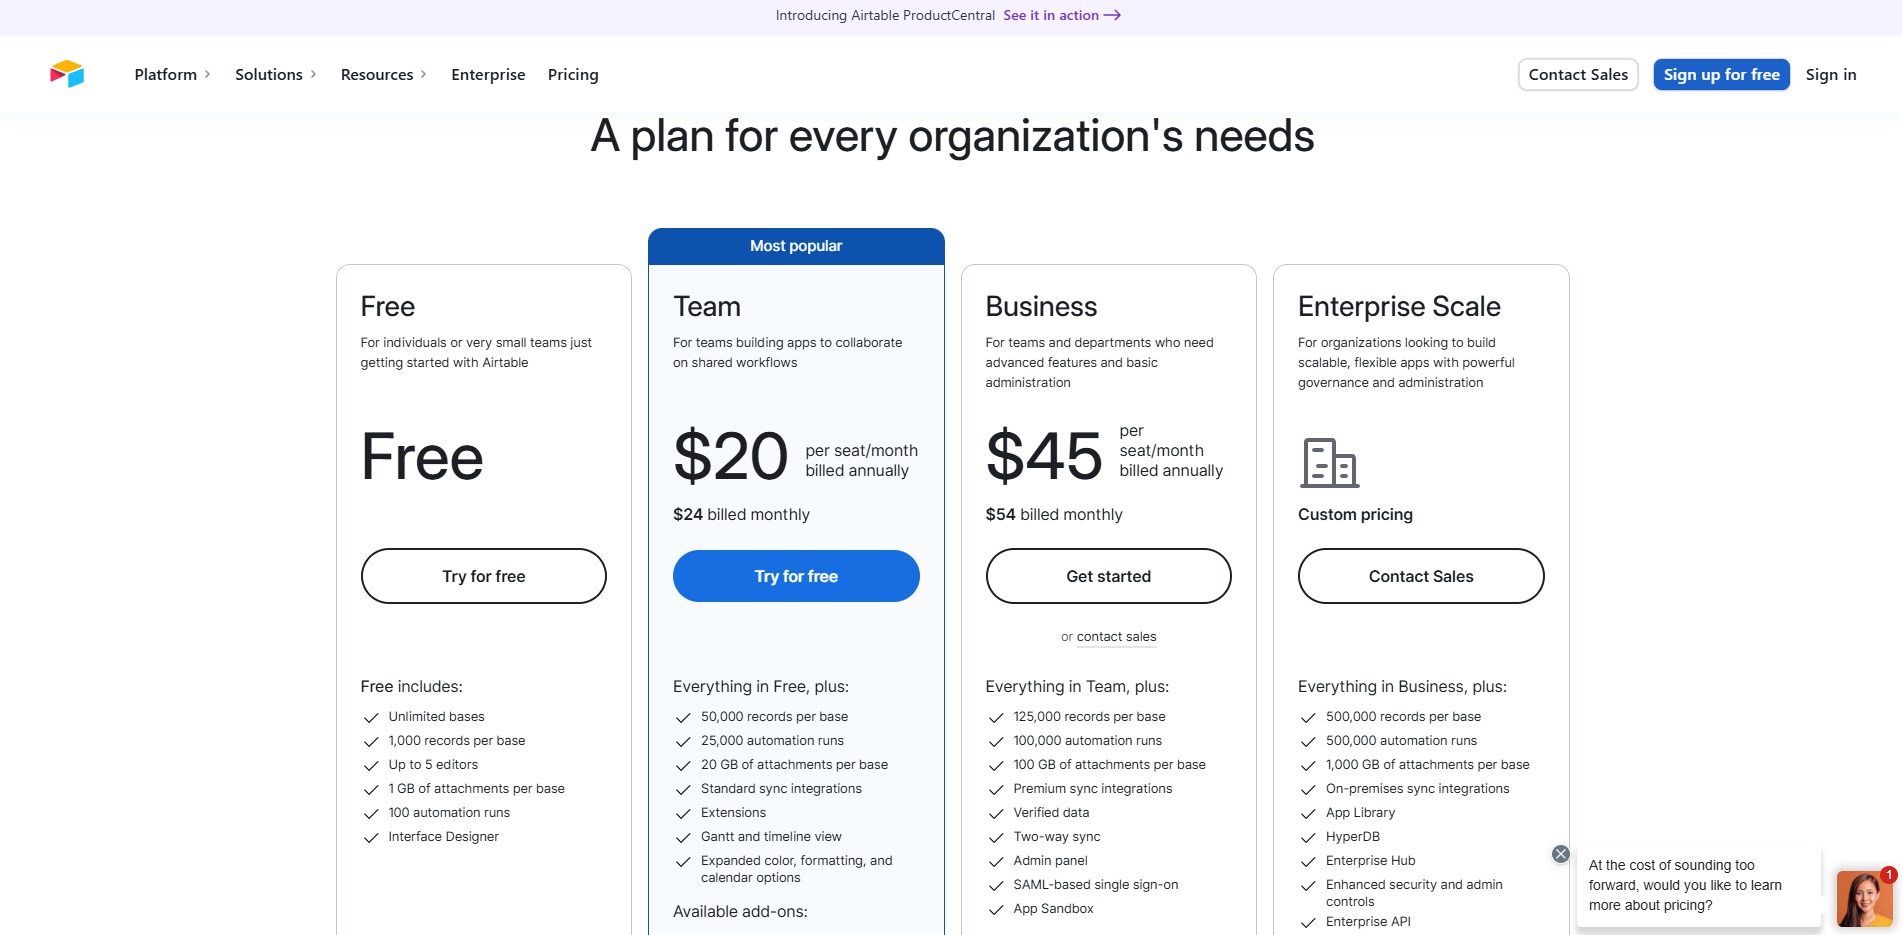 Introducing Airtable ProductCentral See it in action →
Platform
Solutions
Resources
Enterprise
Pricing
Contact Sales
Sign up for free
Sign in
A plan for every organization's needs
Free
For individuals or very small teams just
getting started with Airtable
Free
Try for free
Free includes:
Unlimited bases
1,000 records per base
Up to 5 editors
1 GB of attachments per base
100 automation runs
Interface Designer
Most popular
Team
For teams building apps to collaborate
on shared workflows
$20
per seat/month
billed annually
$24 billed monthly
Try for free
Everything in Free, plus:
50,000 records per base
25,000 automation runs
20 GB of attachments per base
Standard sync integrations
Extensions
Gantt and timeline view
Expanded color, formatting, and
calendar options
Available add-ons:
Business
For teams and departments who need
advanced features and basic
administration
$45
per
seat/month
billed annually
$54 billed monthly
Get started
or contact sales
Everything in Team, plus:
125,000 records per base
100,000 automation runs
100 GB of attachments per base
Premium sync integrations
Verified data
Two-way sync
Admin panel
SAML-based single sign-on
App Sandbox
Enterprise Scale
For organizations looking to build
scalable, flexible apps with powerful
governance and administration
Custom pricing
Contact Sales
Everything in Business, plus:
500,000 records per base
500,000 automation runs
1,000 GB of attachments per base
On-premises sync integrations
App Library
HyperDB
Enterprise Hub
Enhanced security and admin
controls
Enterprise API
At the cost of sounding too
forward, would you like to learn
more about pricing?
1